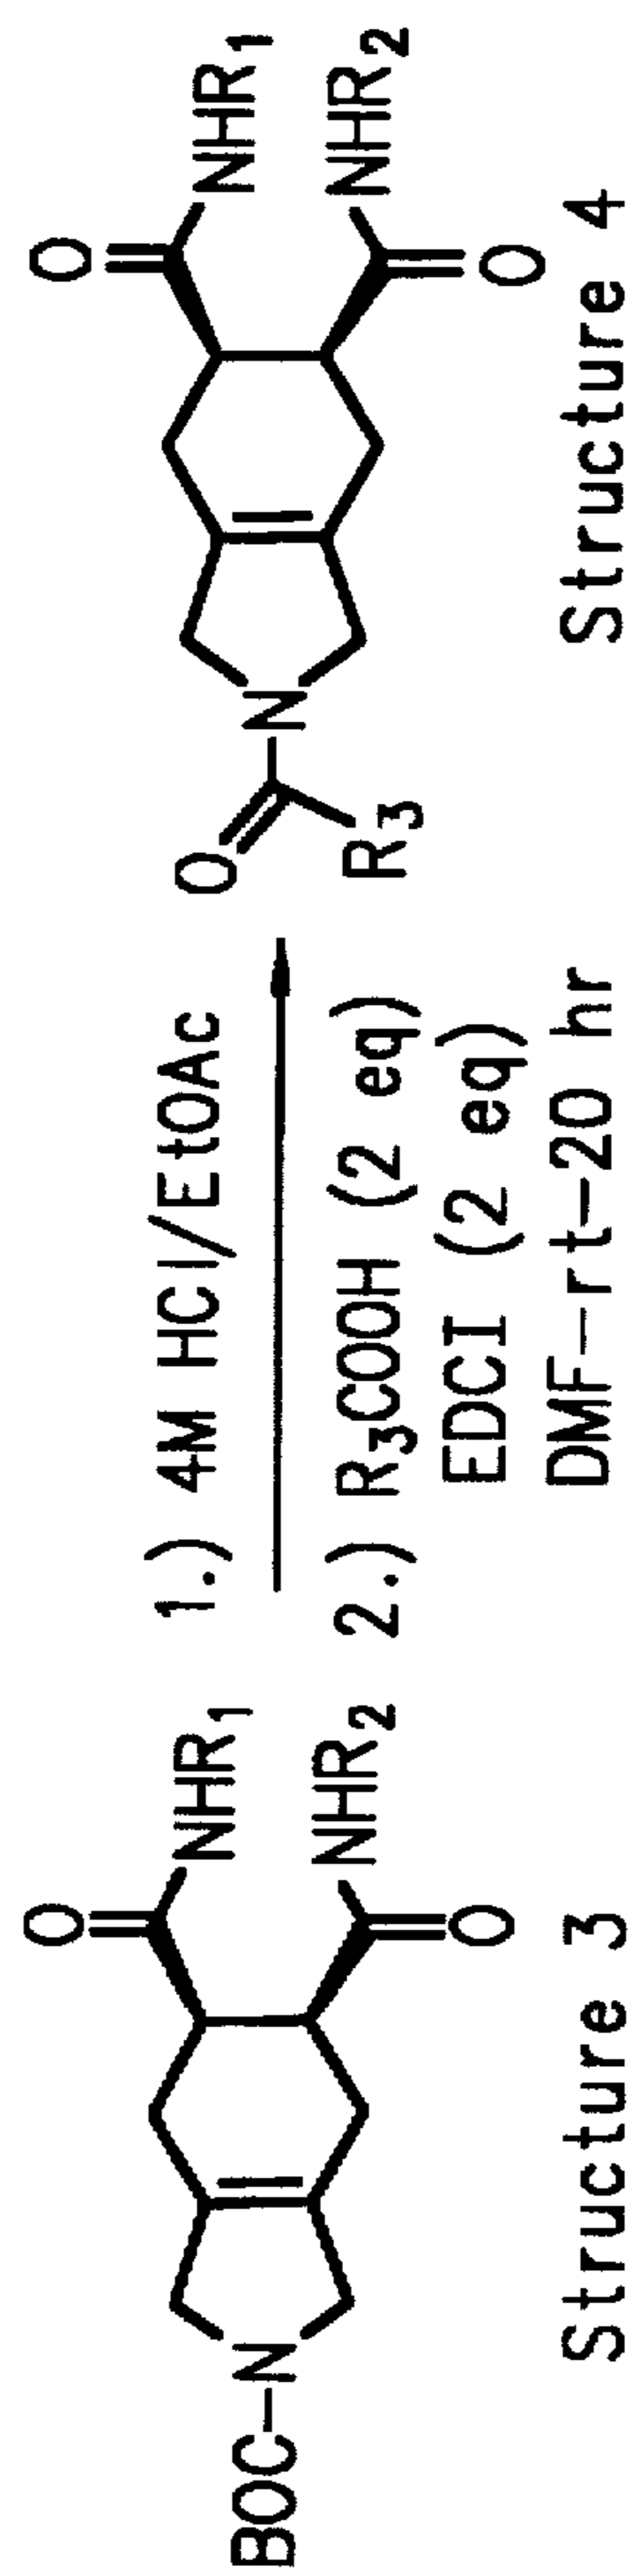 BOC-N
O
NHR1
NHR2
O
Structure 3
1.) 4M HCl/EtOAc
2.) R3COOH (2 eq)
EDCI (2 eq)
DMF-rt-20 hr
O
R3
N
O
NHR1
NHR2
O
Structure 4